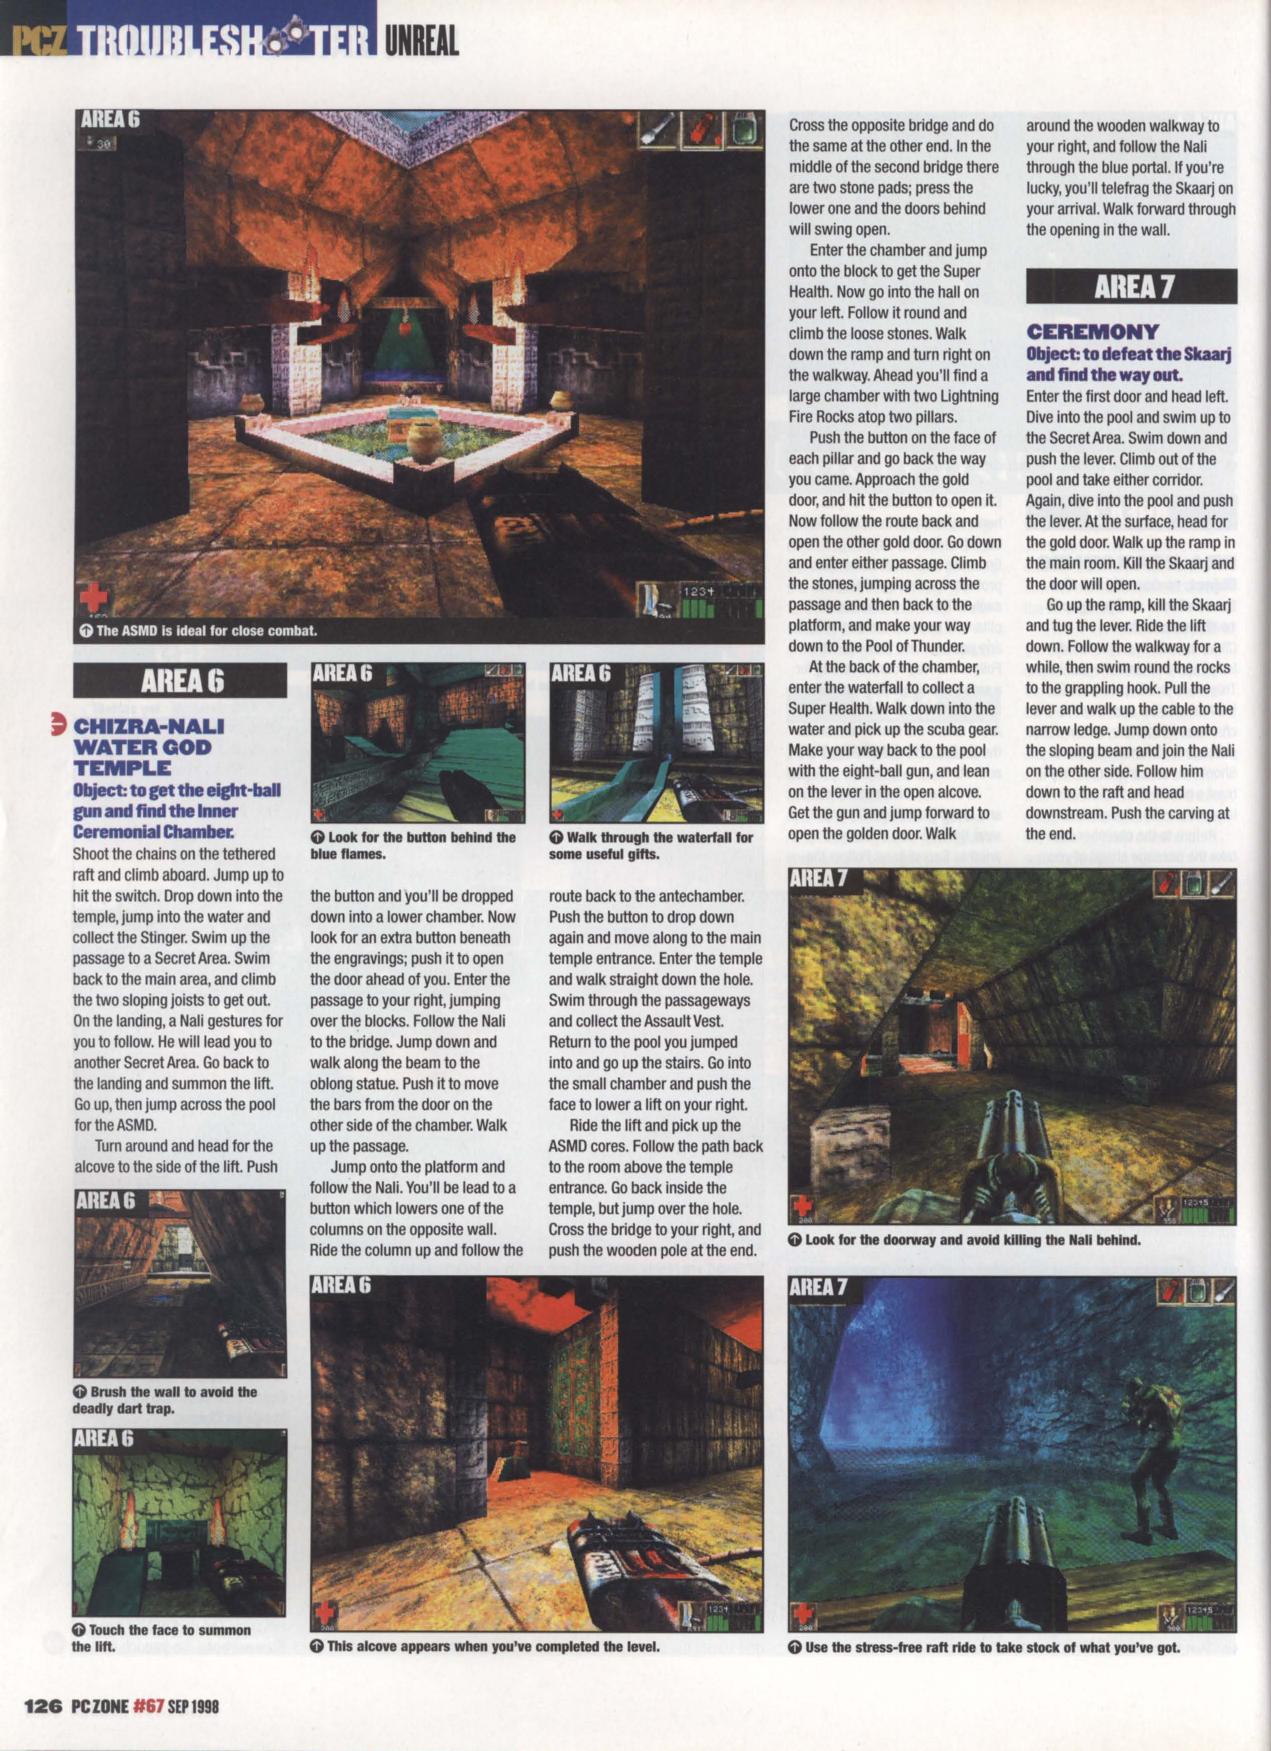 PCZ TROUBLESHOOTER UNREAL
AREA 6
30
1234
The ASMD is ideal for close combat.
AREA 6
CHIZRA-NALI
WATER GOD
TEMPLE
Object: to get the eight-ball
gun and find the Inner
Ceremonial Chamber.
Shoot the chains on the tethered
raft and climb aboard. Jump up to
hit the switch. Drop down into the
temple, jump into the water and
collect the Stinger. Swim up the
passage to a Secret Area. Swim
back to the main area, and climb
the two sloping joists to get out.
On the landing, a Nali gestures for
you to follow. He will lead you to
another Secret Area. Go back to
the landing and summon the lift.
Go up, then jump across the pool
for the ASMD.
Turn around and head for the
alcove to the side of the lift. Push
AREA 6
Brush the wall to avoid the
deadly dart trap.
AREA 6
Touch the face to summon
the lift.
AREA 6
Look for the button behind the
blue flames.
the button and you'll be dropped
down into a lower chamber. Now
look for an extra button beneath
the engravings; push it to open
the door ahead of you. Enter the
passage to your right, jumping
over the blocks. Follow the Nali
to the bridge. Jump down and
walk along the beam to the
oblong statue. Push it to move
the bars from the door on the
other side of the chamber. Walk
up the passage.
Jump onto the platform and
follow the Nali. You'll be lead to a
button which lowers one of the
columns on the opposite wall.
Ride the column up and follow the
AREA 6
Walk through the waterfall for
some useful gifts.
route back to the antechamber.
Push the button to drop down
again and move along to the main
temple entrance. Enter the temple
and walk straight down the hole.
Swim through the passageways
and collect the Assault Vest.
Return to the pool you jumped
into and go up the stairs. Go into
the small chamber and push the
face to lower a lift on your right.
Ride the lift and pick up the
ASMD cores. Follow the path back
to the room above the temple
entrance. Go back inside the
temple, but jump over the hole.
Cross the bridge to your right, and
push the wooden pole at the end.
AREA 6
1234
200
This alcove appears when you've completed the level.
Cross the opposite bridge and do
the same at the other end. In the
middle of the second bridge there
are two stone pads; press the
lower one and the doors behind
will swing open.
Enter the chamber and jump
onto the block to get the Super
Health. Now go into the hall on
your left. Follow it round and
climb the loose stones. Walk
down the ramp and turn right on
the walkway. Ahead you'll find a
large chamber with two Lightning
Fire Rocks atop two pillars.
Push the button on the face of
each pillar and go back the way
you came. Approach the gold
door, and hit the button to open it.
Now follow the route back and
open the other gold door. Go down
and enter either passage. Climb
the stones, jumping across the
passage and then back to the
platform, and make your way
down to the Pool of Thunder.
At the back of the chamber,
enter the waterfall to collect a
Super Health. Walk down into the
water and pick up the scuba gear.
Make your way back to the pool
with the eight-ball gun, and lean
on the lever in the open alcove.
Get the gun and jump forward to
open the golden door. Walk
around the wooden walkway to
your right, and follow the Nali
through the blue portal. If you're
lucky, you'll telefrag the Skaarj on
your arrival. Walk forward through
the opening in the wall.
AREA 7
CEREMONY
Object: to defeat the Skaarj
and find the way out.
Enter the first door and head left.
Dive into the pool and swim up to
the Secret Area. Swim down and
push the lever. Climb out of the
pool and take either corridor.
Again, dive into the pool and push
the lever. At the surface, head for
the gold door. Walk up the ramp in
the main room. Kill the Skaarj and
the door will open.
Go up the ramp, kill the Skaarj
and tug the lever. Ride the lift
down. Follow the walkway for a
while, then swim round the rocks
to the grappling hook. Pull the
lever and walk up the cable to the
narrow ledge. Jump down onto
the sloping beam and join the Nali
on the other side. Follow him
down to the raft and head
downstream. Push the carving at
the end.
AREA 7
200
12345
Look for the doorway and avoid killing the Nali behind.
AREA 7
200
12345
Use the stress-free raft ride to take stock of what you've got.
126 PC ZONE #67 SEP 1998